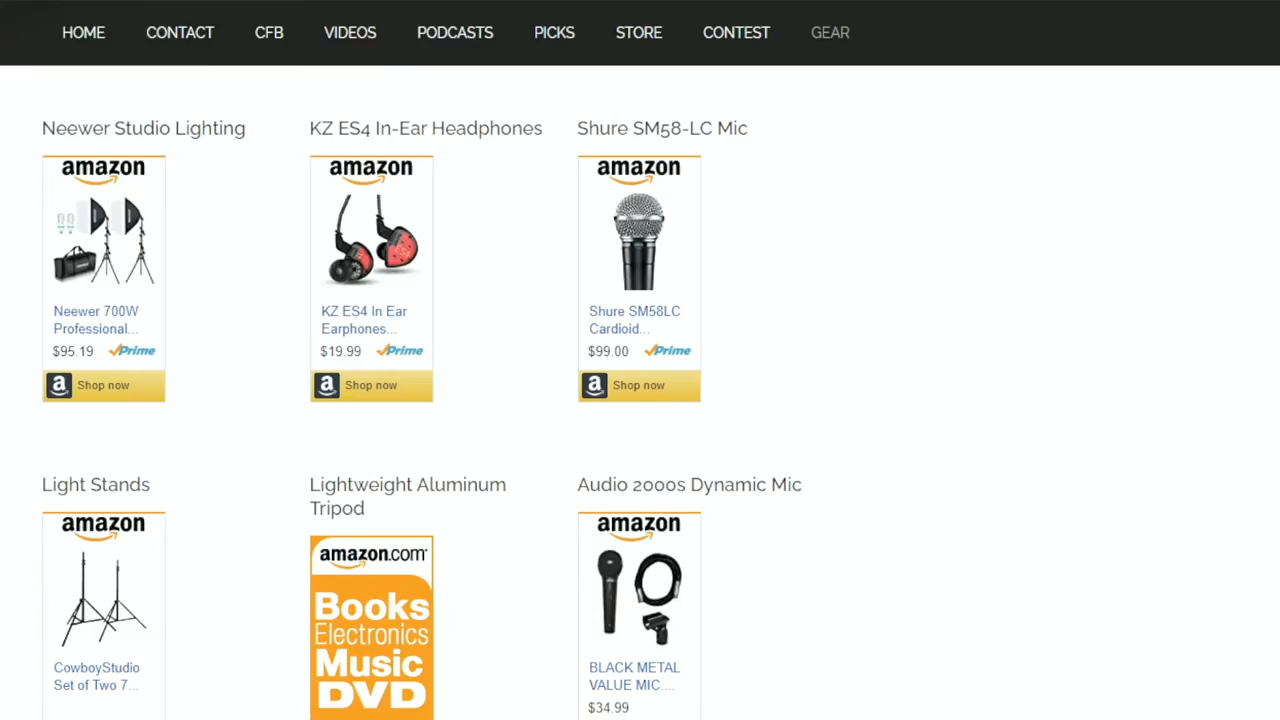 HOME CONTACT CFB VIDEOS PODCASTS PICKS STORE CONTEST GEAR
Neewer Studio Lighting
amazon
Neewer 700W
Professional...
$95.19 Prime
a Shop now
KZ ES4 In-Ear Headphones
amazon
KZ ES4 In Ear
Earphones...
$19.99 Prime
a Shop now
Shure SM58-LC Mic
amazon
Shure SM58LC
Cardioid...
$99.00 Prime
a Shop now
Light Stands
amazon
CowboyStudio
Set of Two 7...
Lightweight Aluminum
Tripod
amazon.com
Books
Electronics
Music
DVD
Audio 2000s Dynamic Mic
amazon
BLACK METAL
VALUE MIC....
$34.99